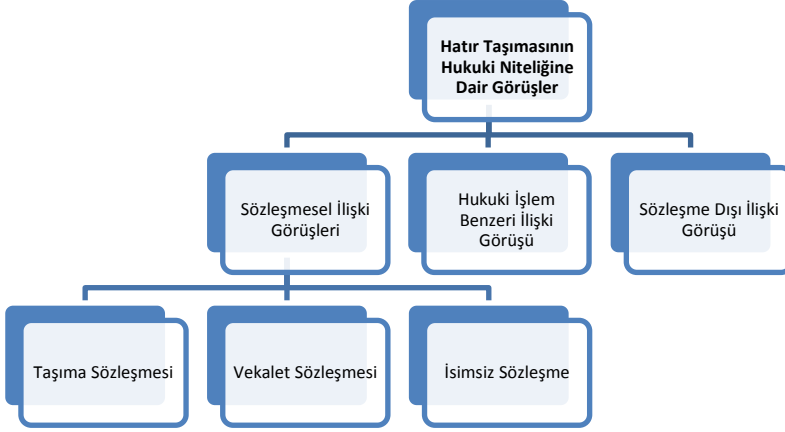 Hatır Taşımasının
Hukuki Niteliğine
Dair Görüşler
Sözleşmesel İlişki
Görüşleri
Hukuki İşlem
Benzeri İlişki
Görüşü
Sözleşme Dışı İlişki
Görüşü
Taşıma Sözleşmesi
Vekalet Sözleşmesi
İsimsiz Sözleşme